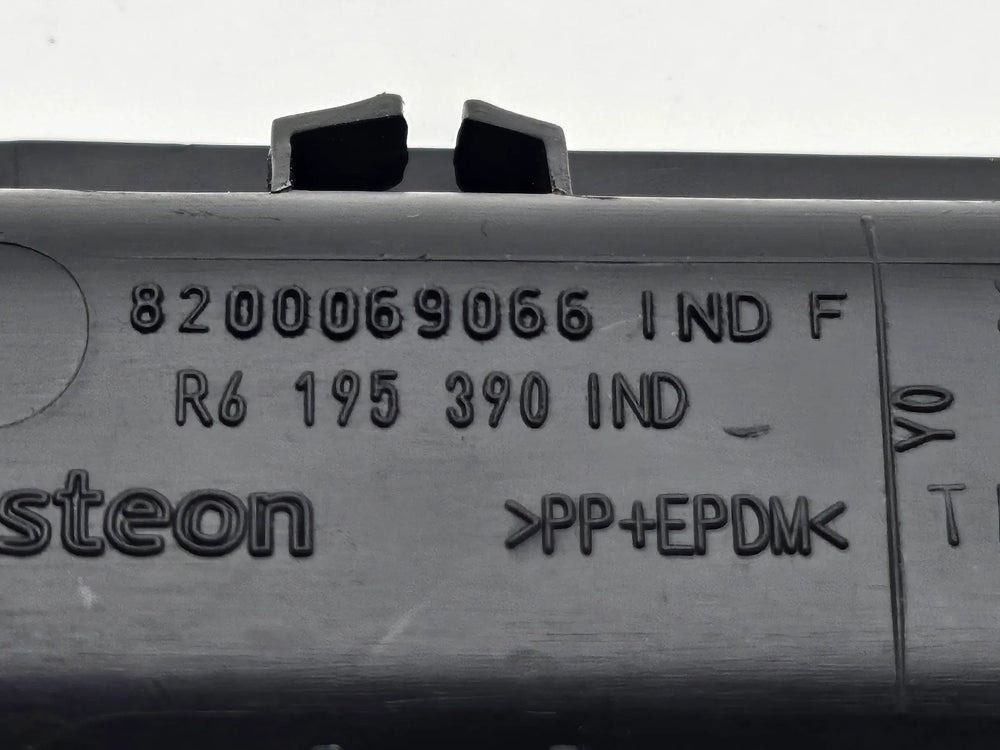 8200069066 IND F
R6 195 390 IND
steon
>PP+EPDM<
Y0
T